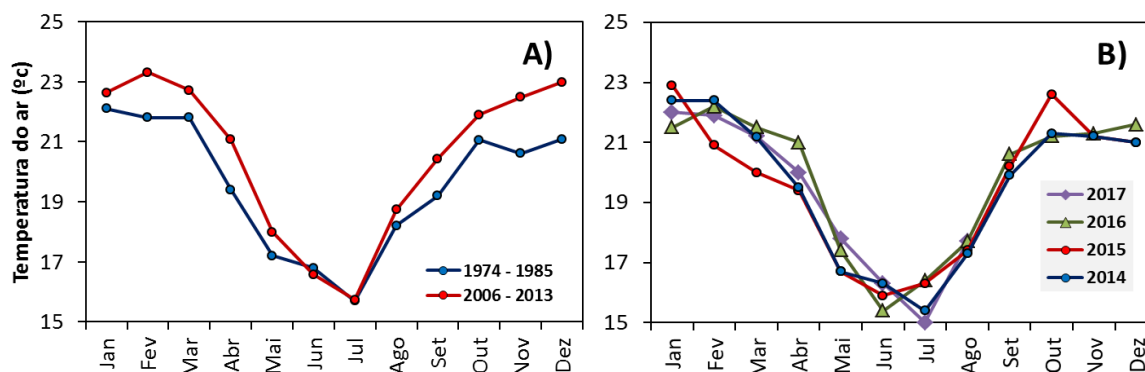 Temperatura do ar (ºc)
25
23
21
19
17
15
A)
1974 - 1985
2006 - 2013
Jan
Fev
Mar
Abr
Mai
Jun
Jul
Ago
Set
Out
Nov
Dez
25
23
21
19
17
15
B)
2017
2016
2015
2014
Jan
Fev
Mar
Abr
Mai
Jun
Jul
Ago
Set
Out
Nov
Dez